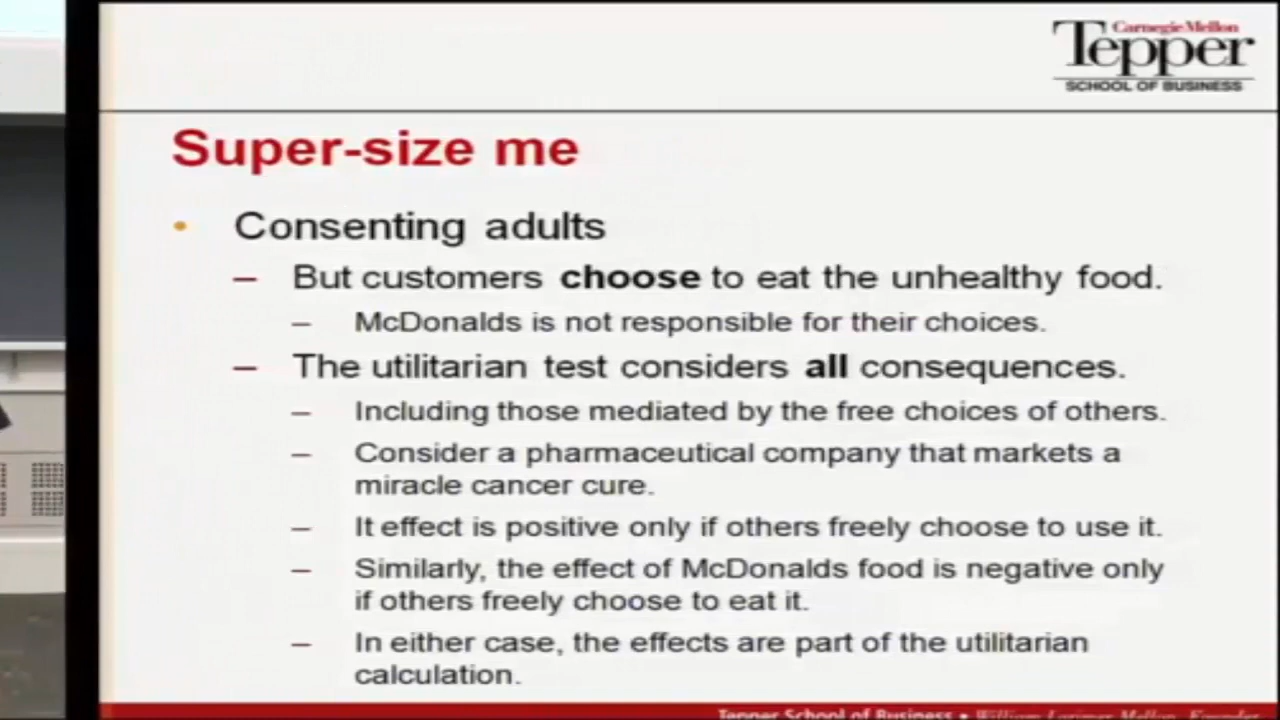 Carnegie Mellon
Tepper
SCHOOL OF BUSINESS
Super-size me
• Consenting adults
– But customers choose to eat the unhealthy food.
– McDonalds is not responsible for their choices.
– The utilitarian test considers all consequences.
– Including those mediated by the free choices of others.
– Consider a pharmaceutical company that markets a
miracle cancer cure.
– It effect is positive only if others freely choose to use it.
– Similarly, the effect of McDonalds food is negative only
if others freely choose to eat it.
– In either case, the effects are part of the utilitarian
calculation.
Tepper School of Business • William Larimer Mellon, Founder